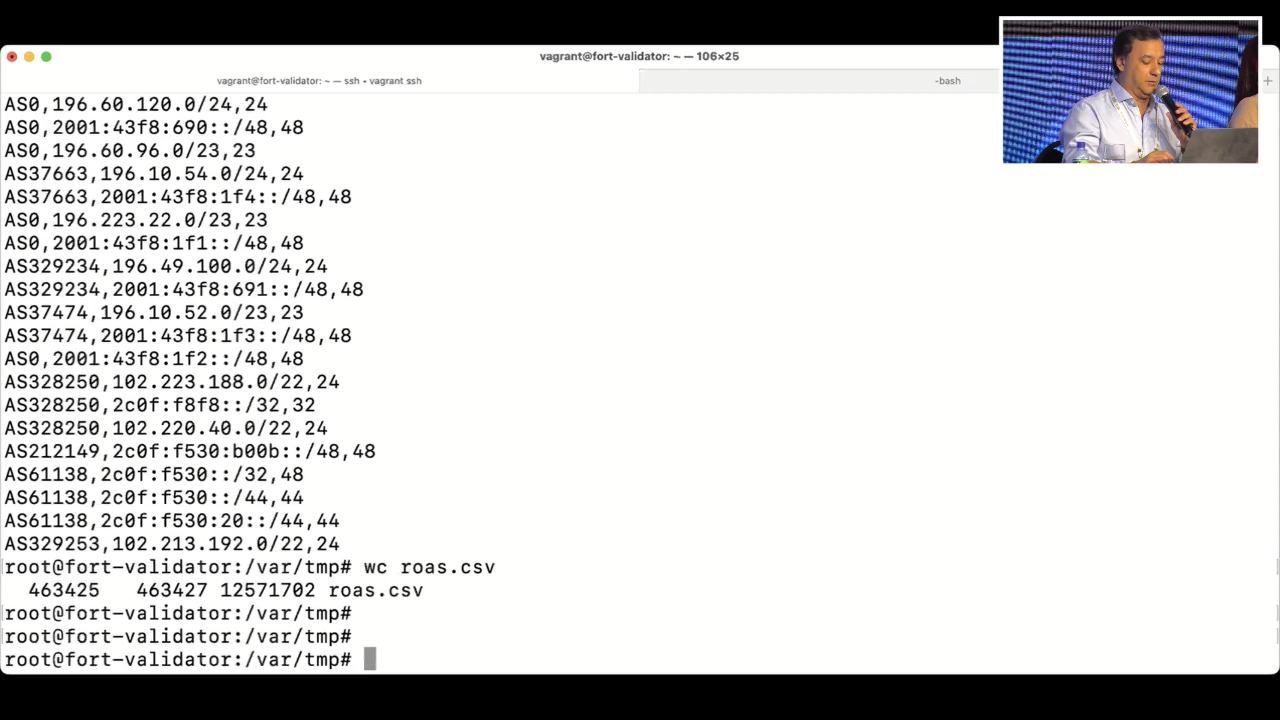 vagrant@fort-validator: ~ — 106×25
vagrant@fort-validator: ~ — ssh • vagrant ssh
-bash
+
AS0,196.60.120.0/24,24
AS0,2001:43f8:690::/48,48
AS0,196.60.96.0/23,23
AS37663,196.10.54.0/24,24
AS37663,2001:43f8:1f4::/48,48
AS0,196.223.22.0/23,23
AS0,2001:43f8:1f1::/48,48
AS329234,196.49.100.0/24,24
AS329234,2001:43f8:691::/48,48
AS37474,196.10.52.0/23,23
AS37474,2001:43f8:1f3::/48,48
AS0,2001:43f8:1f2::/48,48
AS328250,102.223.188.0/22,24
AS328250,2c0f:f8f8::/32,32
AS328250,102.220.40.0/22,24
AS212149,2c0f:f530:b00b::/48,48
AS61138,2c0f:f530::/32,48
AS61138,2c0f:f530::/44,44
AS61138,2c0f:f530:20::/44,44
AS329253,102.213.192.0/22,24
root@fort-validator:/var/tmp# wc roas.csv
463425 463427 12571702 roas.csv
root@fort-validator:/var/tmp#
root@fort-validator:/var/tmp#
root@fort-validator:/var/tmp#